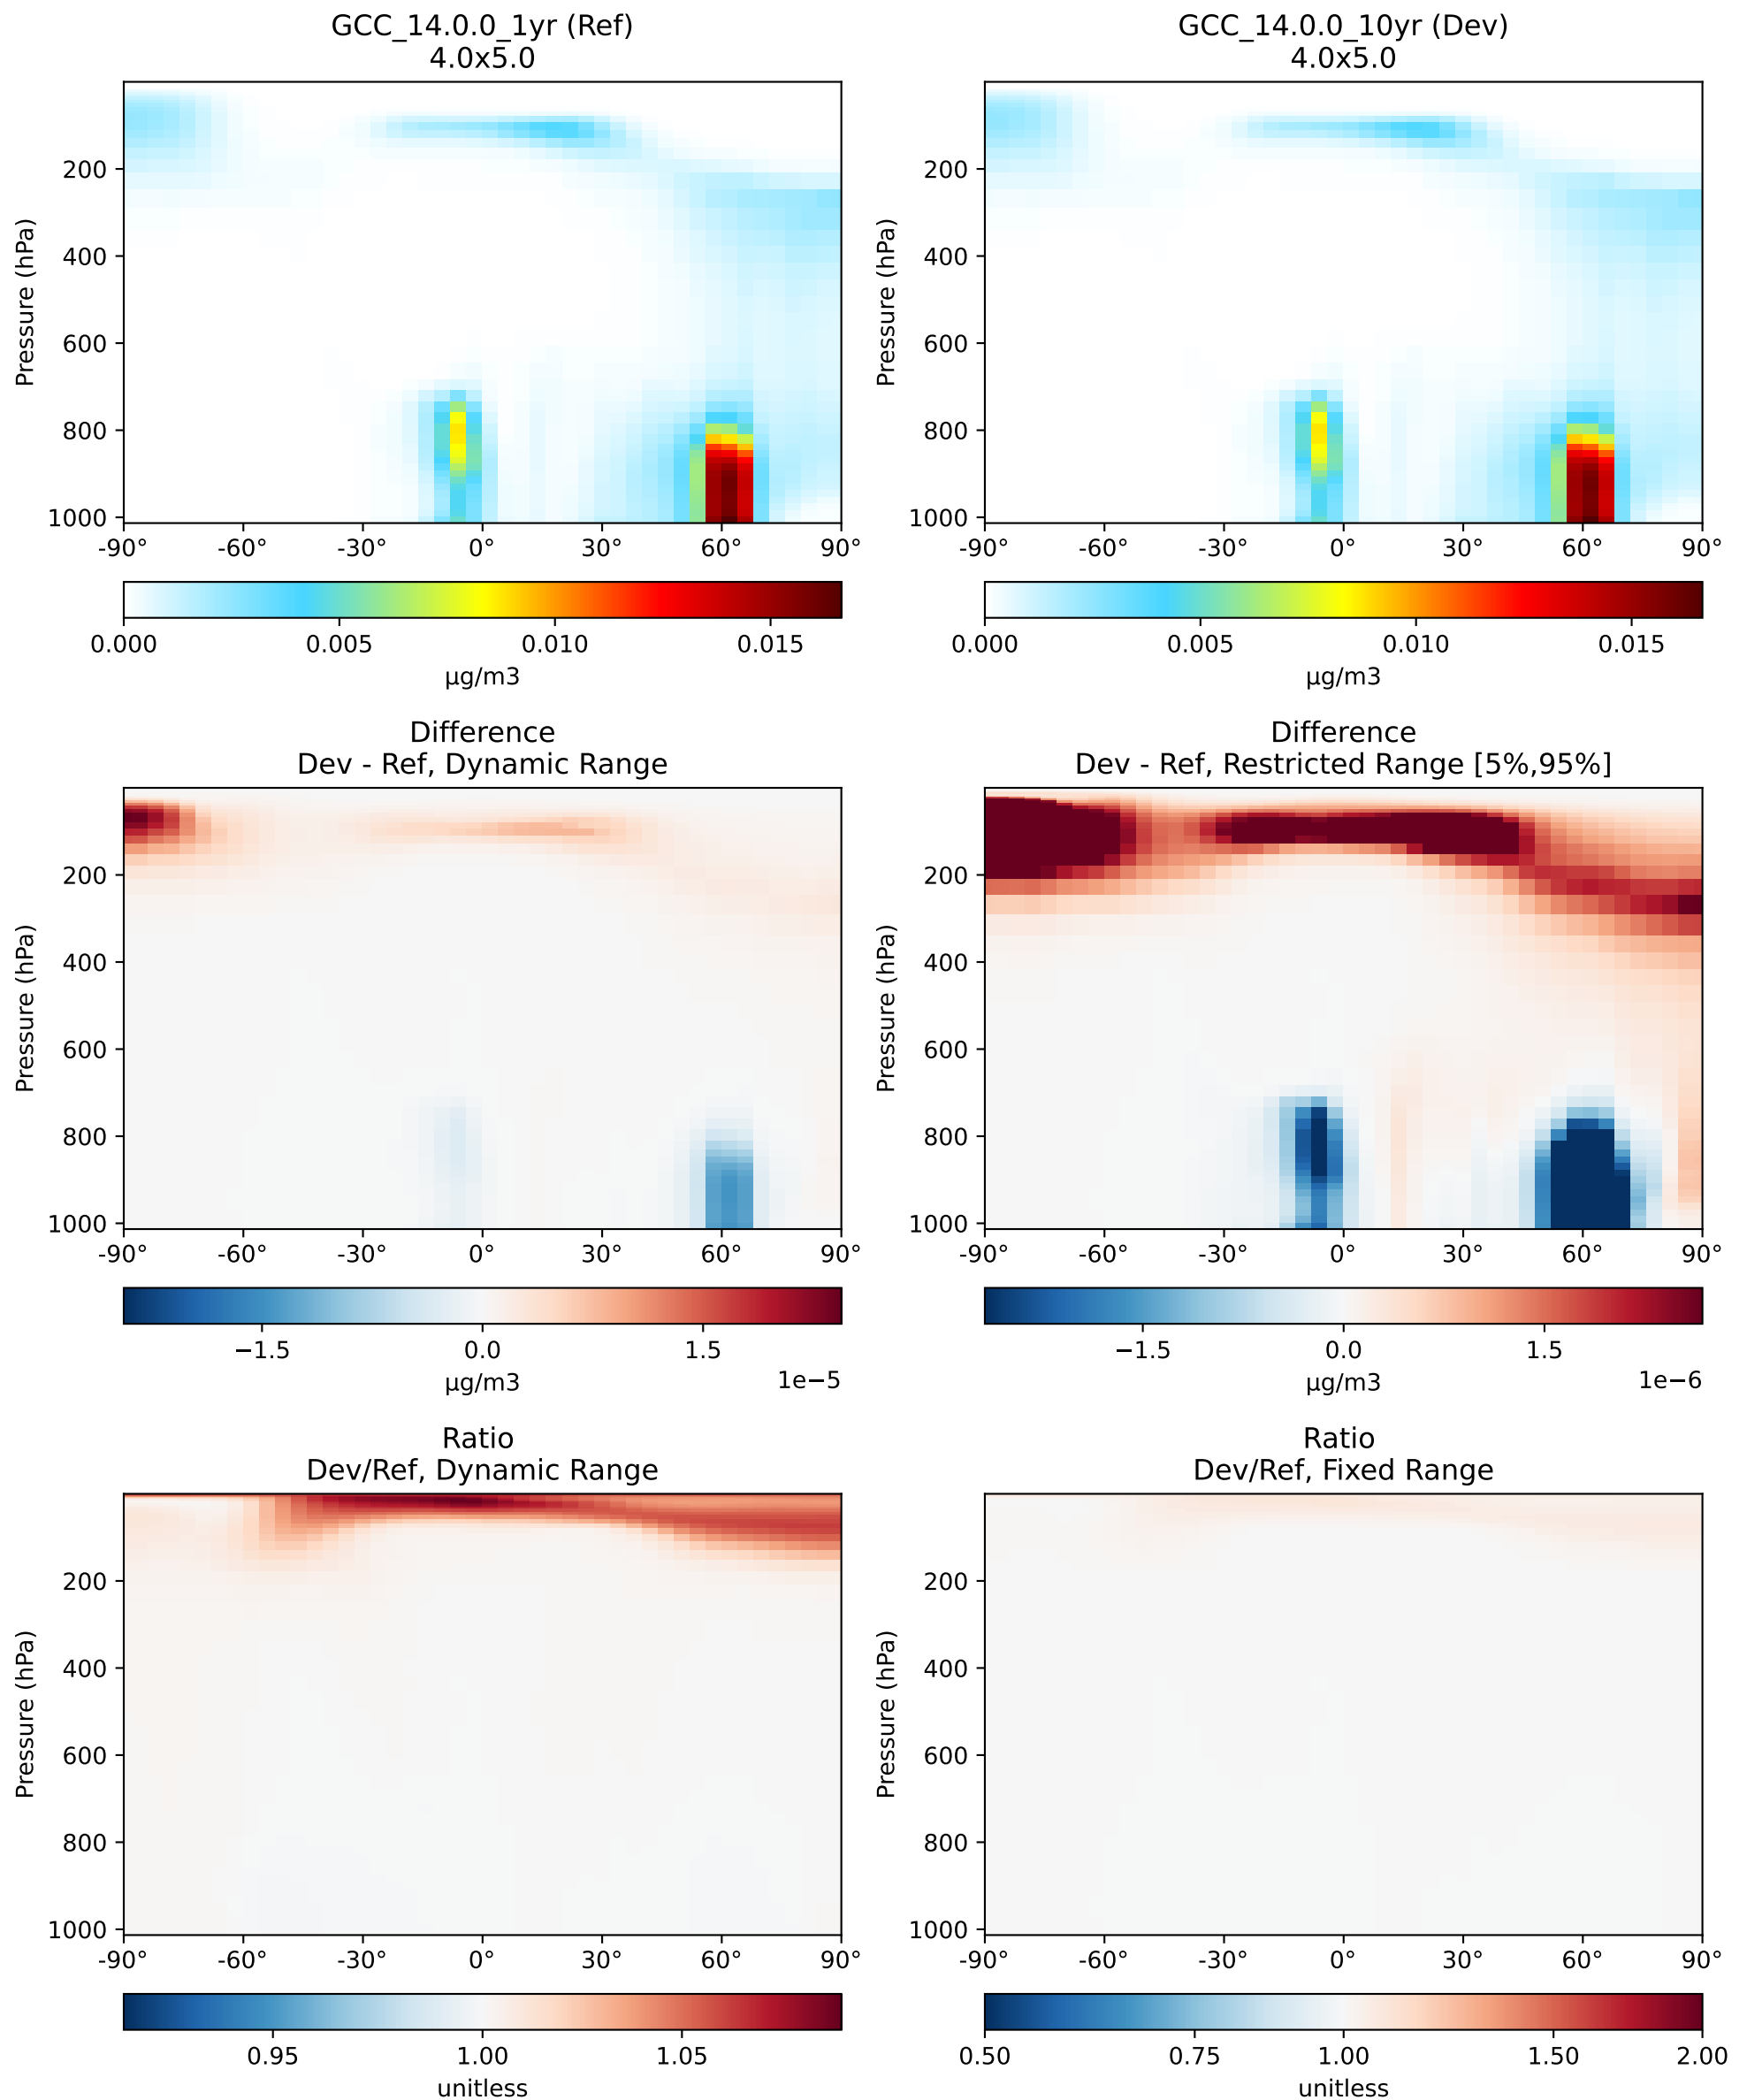 GCC_14.0.0_1yr (Ref)
4.0x5.0
Pressure (hPa)
200
400
600
800
1000
-90° -60° -30° 0° 30° 60° 90°
0.000 0.005 0.010 0.015
µg/m3
GCC_14.0.0_10yr (Dev)
4.0x5.0
Pressure (hPa)
200
400
600
800
1000
-90° -60° -30° 0° 30° 60° 90°
0.000 0.005 0.010 0.015
µg/m3
Difference
Dev - Ref, Dynamic Range
Pressure (hPa)
200
400
600
800
1000
-90° -60° -30° 0° 30° 60° 90°
−1.5 0.0 1.5
µg/m3 1e−5
Difference
Dev - Ref, Restricted Range [5%,95%]
Pressure (hPa)
200
400
600
800
1000
-90° -60° -30° 0° 30° 60° 90°
−1.5 0.0 1.5
µg/m3 1e−6
Ratio
Dev/Ref, Dynamic Range
Pressure (hPa)
200
400
600
800
1000
-90° -60° -30° 0° 30° 60° 90°
0.95 1.00 1.05
unitless
Ratio
Dev/Ref, Fixed Range
Pressure (hPa)
200
400
600
800
1000
-90° -60° -30° 0° 30° 60° 90°
0.50 0.75 1.00 1.50 2.00
unitless